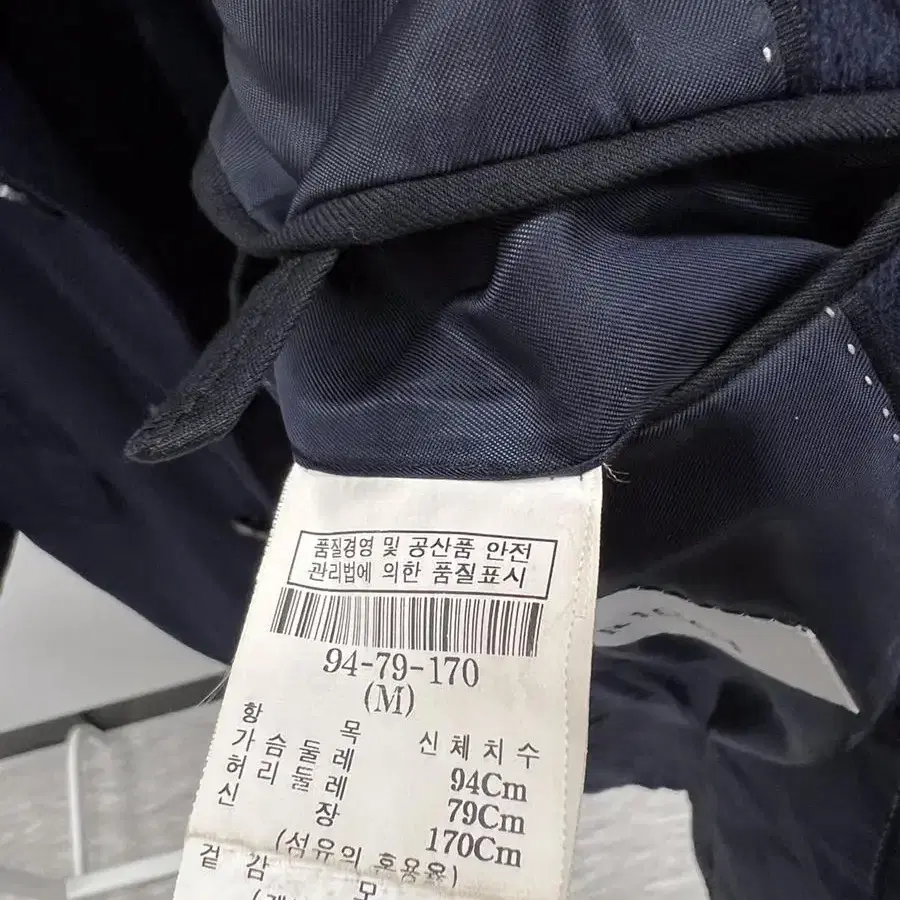 품질경영 및 공산품 안전
관리법에 의한 품질표시
94-79-170
(M)
항 목 신체치수
가슴둘레 94Cm
허리둘레 79Cm
신 장 170Cm
(섬유의 혼용율)
겉 감 모